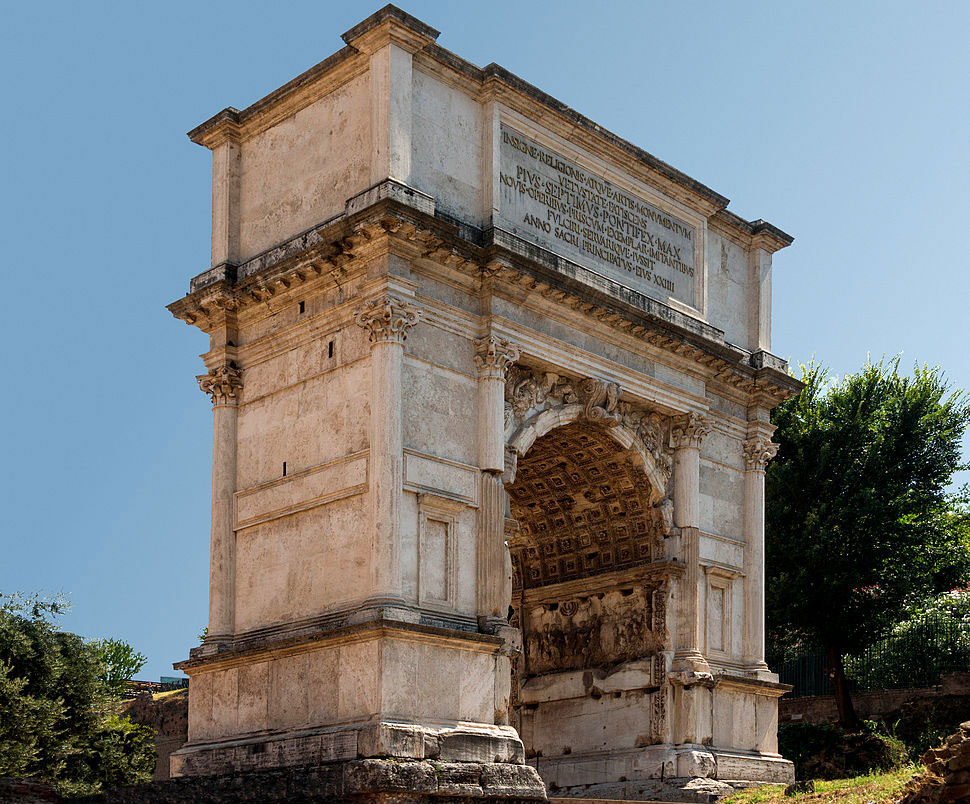 INSIGNE·RELIGIONIS·ATQVE·ARTIS·MONVMENTVM
VETVSTATE·FATISCENS
PIVS·SEPTIMVS·PONTIFEX·MAX
NOVIS·OPERIBVS·PRISCVM·EXEMPLAR·IMITANTIBVS
FVLCIRI·SERVARIQVE·IVSSIT
ANNO·SACRI·PRINCIPATVS·EIVS·XXIIII